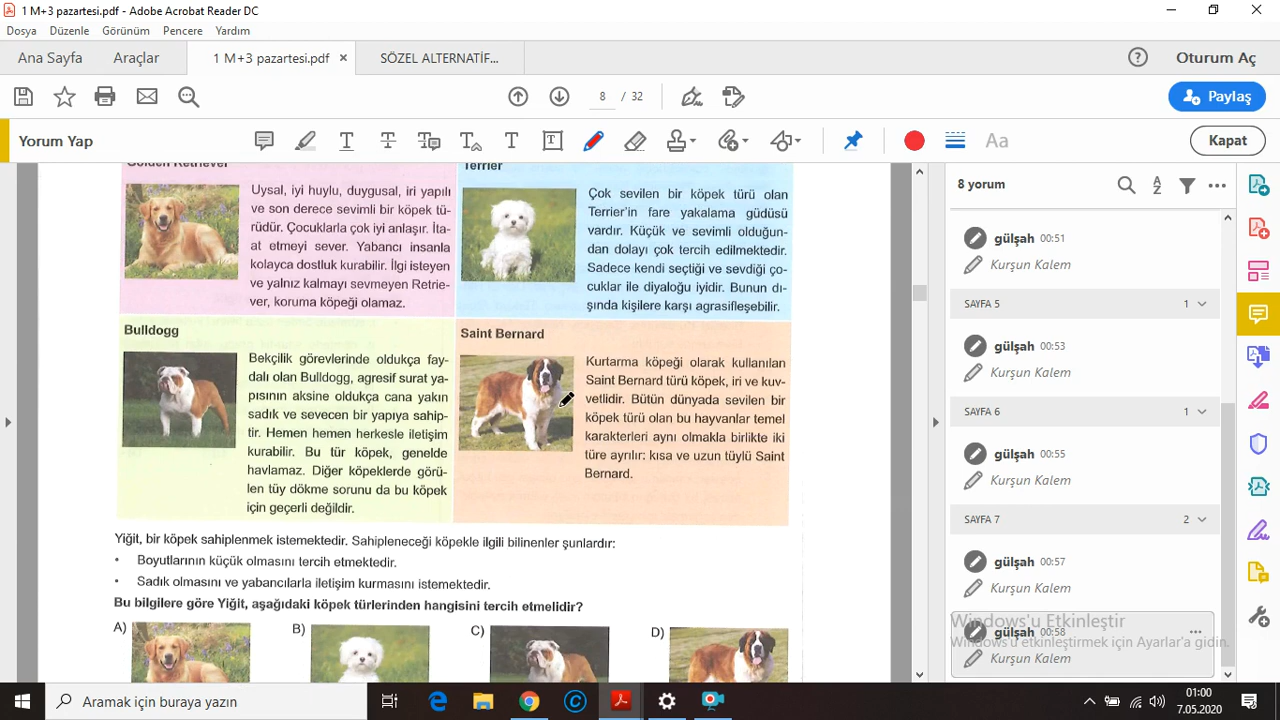 1 M+3 pazartesi.pdf - Adobe Acrobat Reader DC
Dosya Düzenle Görünüm Pencere Yardım
Ana Sayfa Araçlar 1 M+3 pazartesi.pdf × SÖZEL ALTERNATİF... ? Oturum Aç
8 / 32 Paylaş
Yorum Yap Aa Kapat
Golden Retriever
Uysal, iyi huylu, duygusal, iri yapılı
ve son derece sevimli bir köpek tü-
rüdür. Çocuklarla çok iyi anlaşır. İta-
at etmeyi sever. Yabancı insanla
kolayca dostluk kurabilir. İlgi isteyen
ve yalnız kalmayı sevmeyen Retrie-
ver, koruma köpeği olamaz.
Terrier
Çok sevilen bir köpek türü olan
Terrier'in fare yakalama güdüsü
vardır. Küçük ve sevimli olduğun-
dan dolayı çok tercih edilmektedir.
Sadece kendi seçtiği ve sevdiği ço-
cuklar ile diyaloğu iyidir. Bunun dı-
şında kişilere karşı agrasifleşebilir.
Bulldogg
Bekçilik görevlerinde oldukça fay-
dalı olan Bulldogg, agresif surat ya-
pısının aksine oldukça cana yakın
sadık ve sevecen bir yapıya sahip-
tir. Hemen hemen herkesle iletişim
kurabilir. Bu tür köpek, genelde
havlamaz. Diğer köpeklerde görü-
len tüy dökme sorunu da bu köpek
için geçerli değildir.
Saint Bernard
Kurtarma köpeği olarak kullanılan
Saint Bernard türü köpek, iri ve kuv-
vetlidir. Bütün dünyada sevilen bir
köpek türü olan bu hayvanlar temel
karakterleri aynı olmakla birlikte iki
türe ayrılır: kısa ve uzun tüylü Saint
Bernard.
Yiğit, bir köpek sahiplenmek istemektedir. Sahipleneceği köpekle ilgili bilinenler şunlardır:
• Boyutlarının küçük olmasını tercih etmektedir.
• Sadık olmasını ve yabancılarla iletişim kurmasını istemektedir.
Bu bilgilere göre Yiğit, aşağıdaki köpek türlerinden hangisini tercih etmelidir?
A) B) C) D)
8 yorum
gülşah 00:51
Kurşun Kalem
SAYFA 5 1
gülşah 00:53
Kurşun Kalem
SAYFA 6 1
gülşah 00:55
Kurşun Kalem
SAYFA 7 2
gülşah 00:57
Kurşun Kalem
gülşah 00:58
Kurşun Kalem
Windows'u Etkinleştir
Windows'u etkinleştirmek için Ayarlar'a gidin.
Aramak için buraya yazın
01:00
7.05.2020